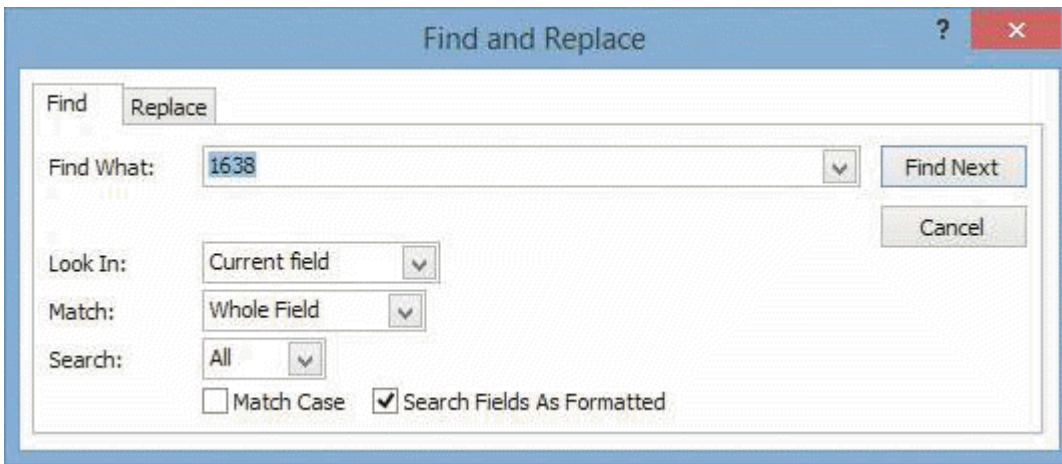 Find and Replace ? ×
Find Replace
Find What: 1638 Find Next
Cancel
Look In: Current field
Match: Whole Field
Search: All
Match Case Search Fields As Formatted